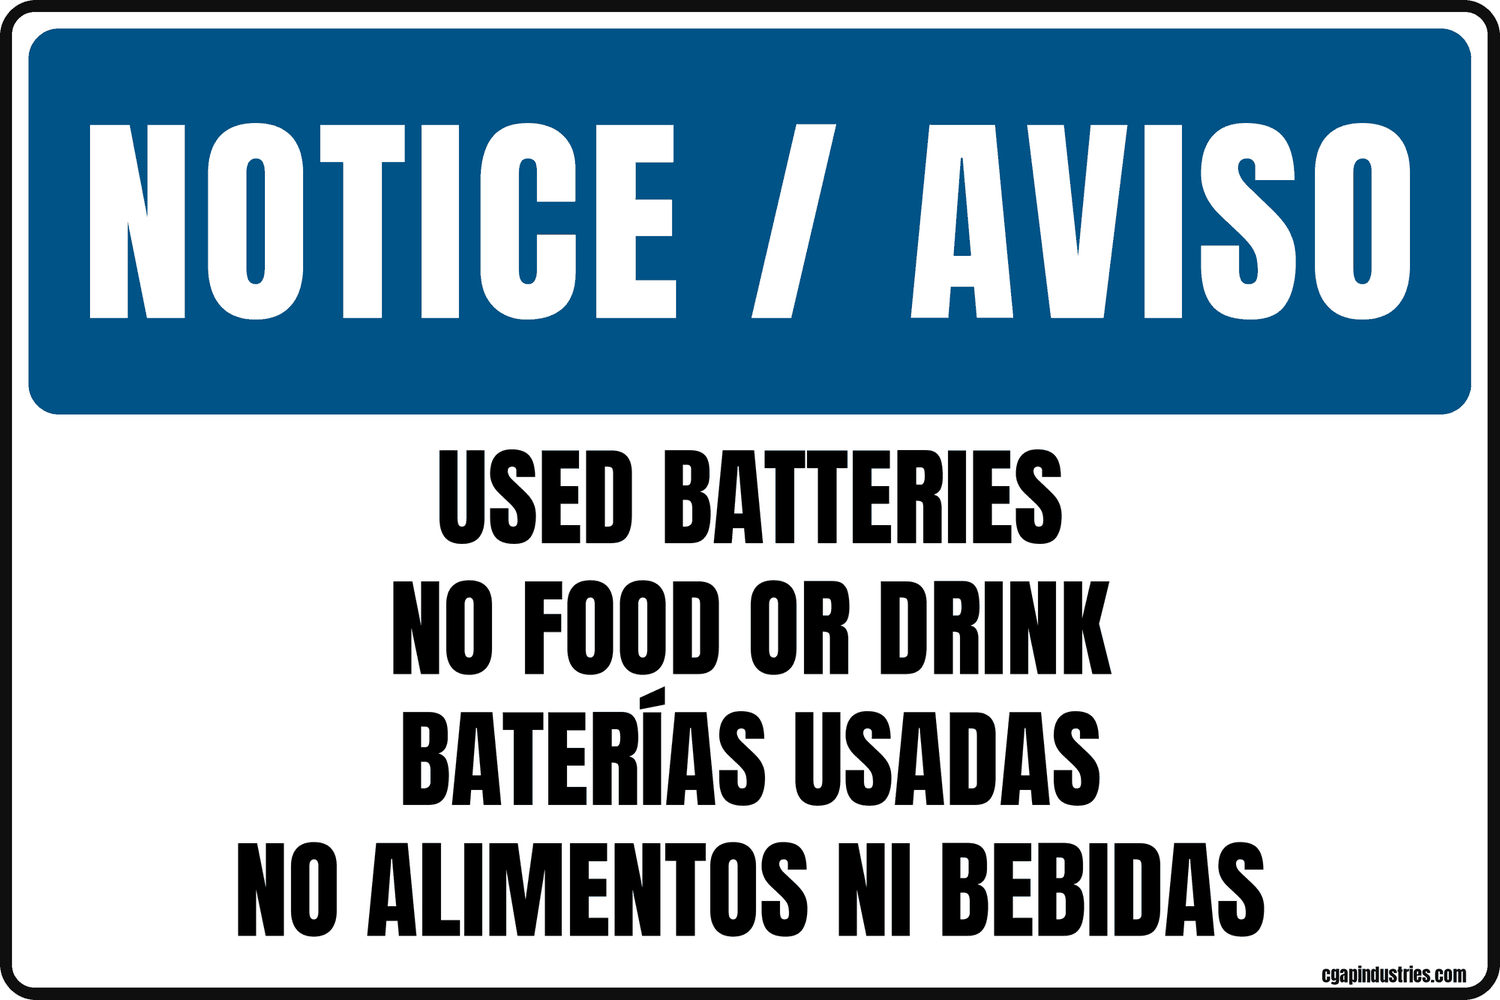 NOTICE / AVISO
USED BATTERIES
NO FOOD OR DRINK
BATERÍAS USADAS
NO ALIMENTOS NI BEBIDAS
cgapindustries.com